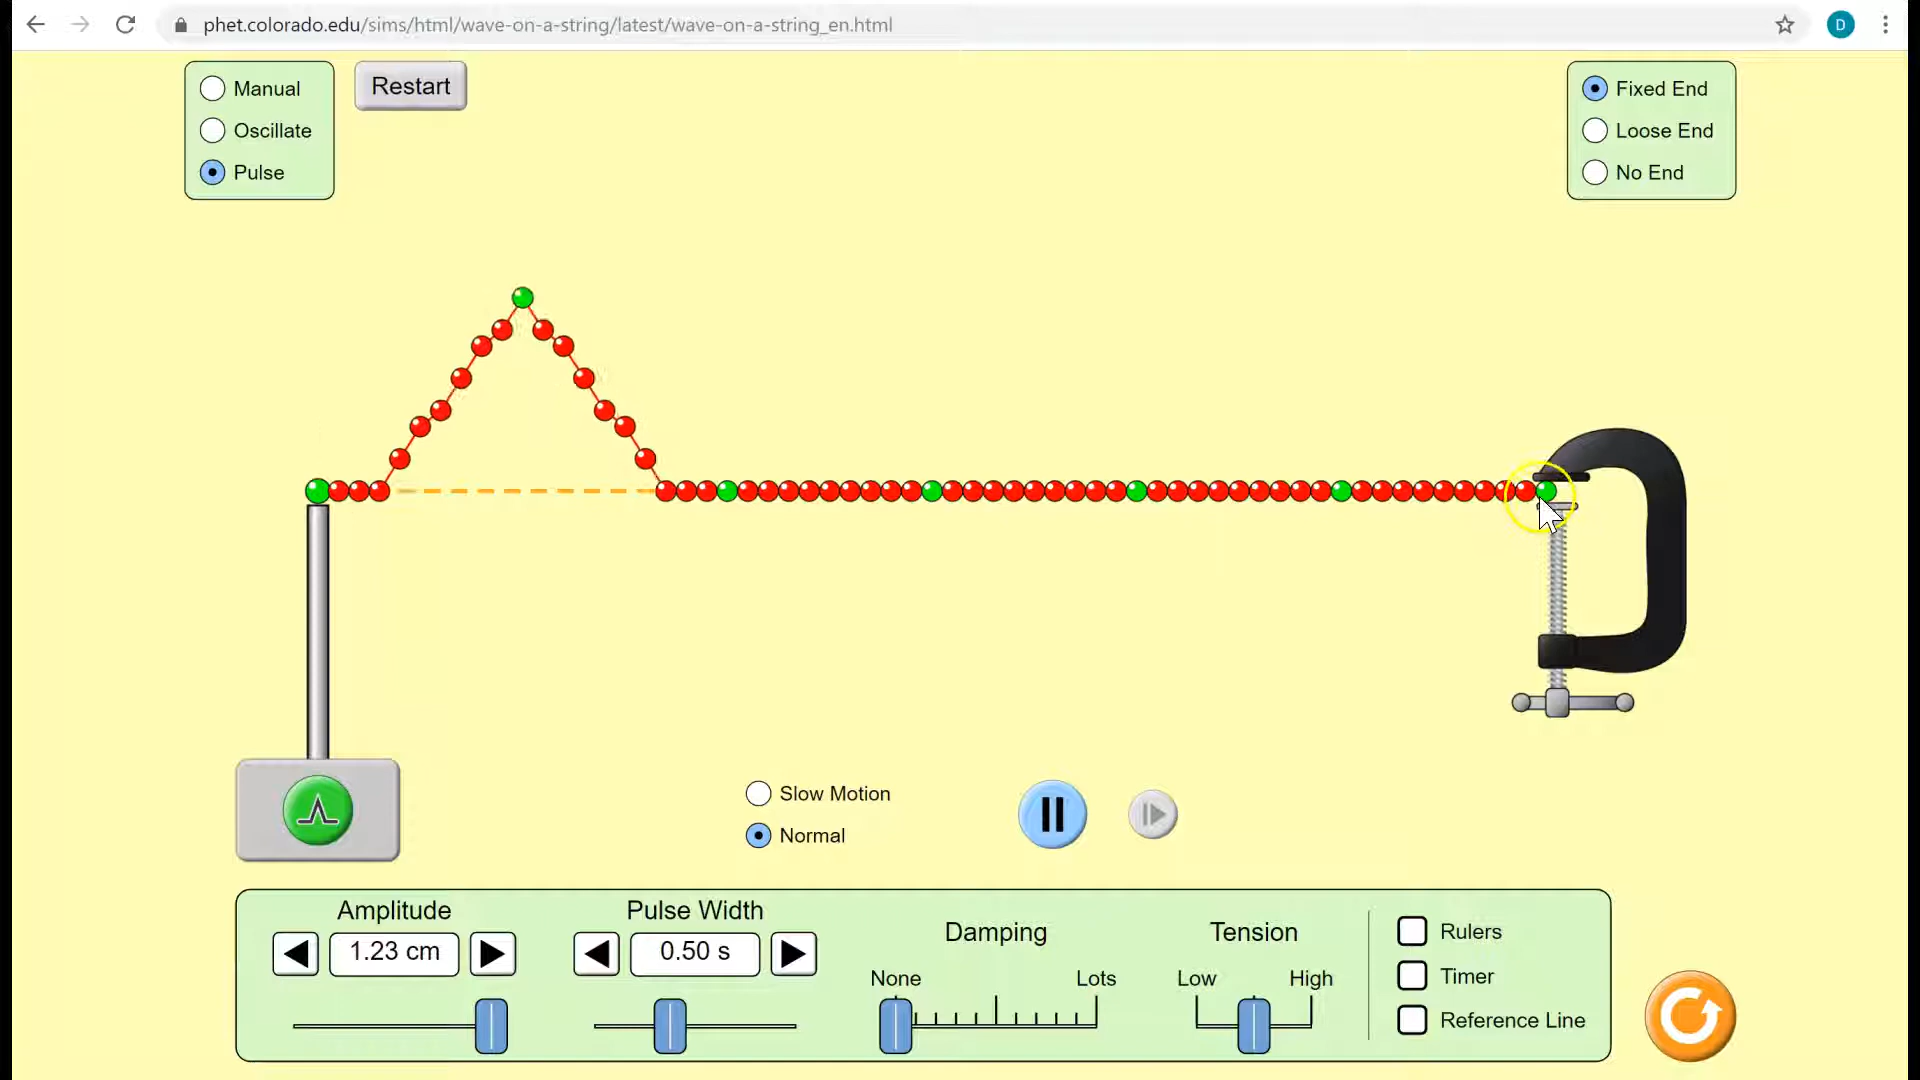 phet.colorado.edu/sims/html/wave-on-a-string/latest/wave-on-a-string_en.html
D
Manual
Oscillate
Pulse
Restart
Fixed End
Loose End
No End
Slow Motion
Normal
Amplitude
1.23 cm
Pulse Width
0.50 s
Damping
None
Lots
Tension
Low
High
Rulers
Timer
Reference Line